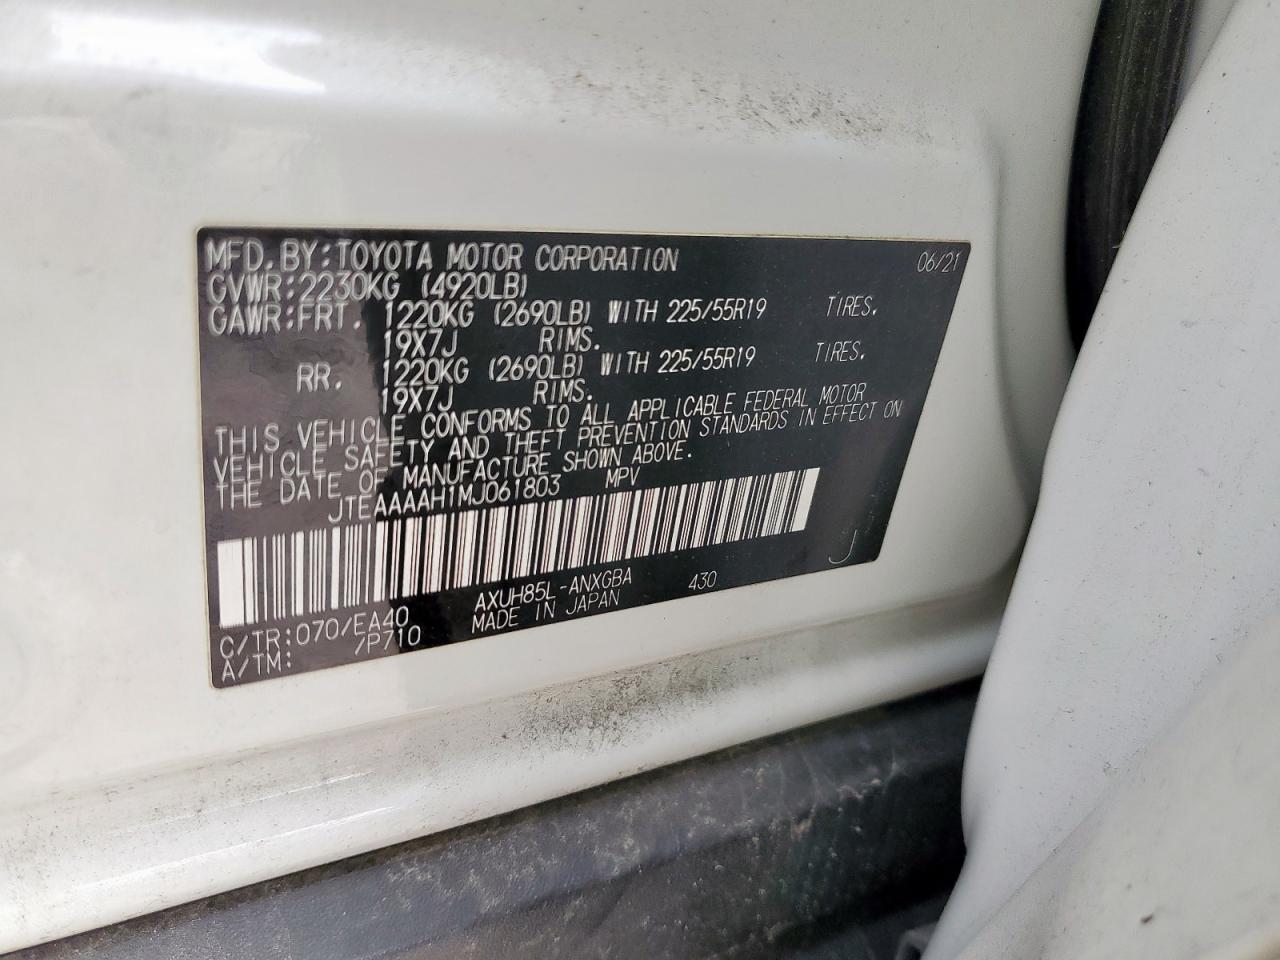 MFD. BY: TOYOTA MOTOR CORPORATION 06/21
GVWR: 2230KG (4920LB)
GAWR: FRT. 1220KG (2690LB) WITH 225/55R19 TIRES.
19X7J RIMS.
RR. 1220KG (2690LB) WITH 225/55R19 TIRES.
19X7J RIMS.
THIS VEHICLE CONFORMS TO ALL APPLICABLE FEDERAL MOTOR
VEHICLE SAFETY AND THEFT PREVENTION STANDARDS IN EFFECT ON
THE DATE OF MANUFACTURE SHOWN ABOVE.
JTEAAAAH1MJ061803 MPV
J
C/TR: 070/EA40 AXUH85L-ANXGBA 430
A/TM: /P710 MADE IN JAPAN